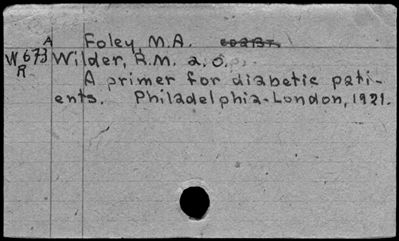 A Foley, M.A.
W673 Wilder, R.M. a.o.
R A primer for diabetic pati-
ents. Philadelphia-London, 1921.